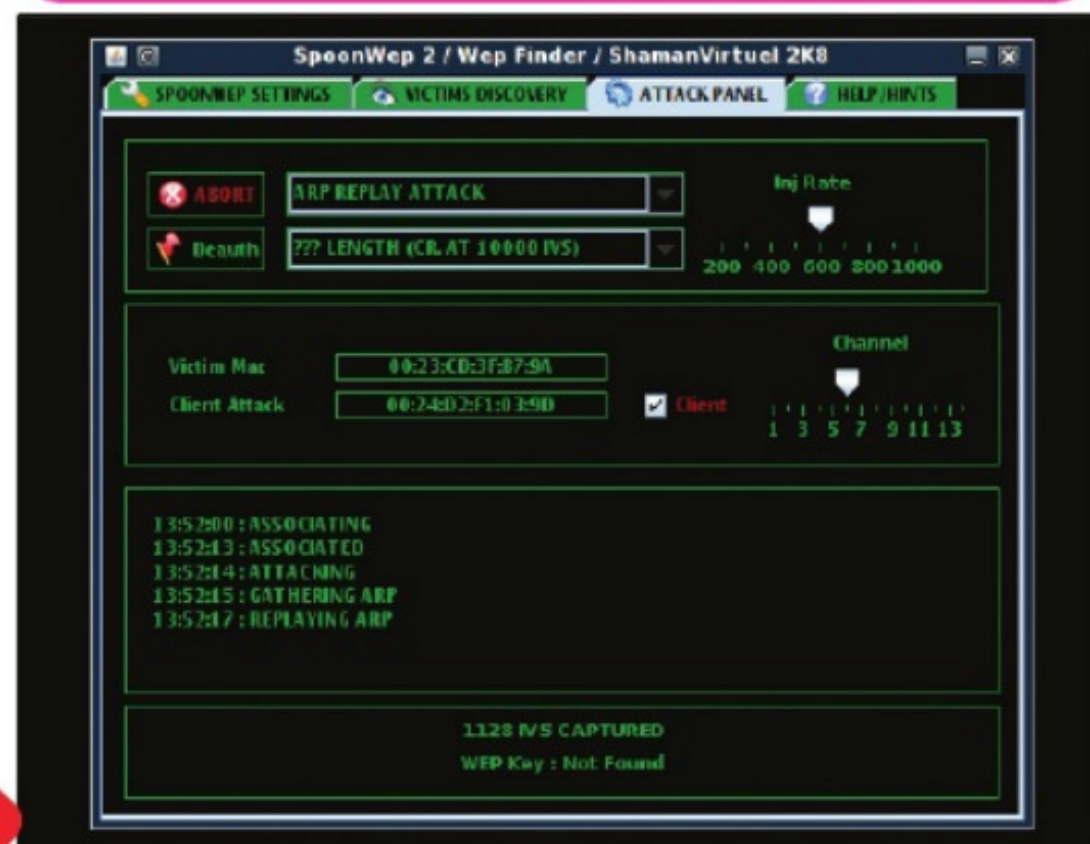 SpoonWep 2 / Wep Finder / ShamanVirtuel 2K8
SPOONWEP SETTINGS VICTIMS DISCOVERY ATTACK PANEL HELP/HINTS
ABORT ARP REPLAY ATTACK Inj Rate
Deauth ??? LENGTH (CR. AT 10000 IVS)
200 400 600 800 1000
Channel
Victim Mac 00:23:CD:3F:B7:9A
Client Attack 00:24:D2:F1:03:9D Client
1 3 5 7 9 11 13
13:52:00 : ASSOCIATING
13:52:13 : ASSOCIATED
13:52:14 : ATTACKING
13:52:15 : GATHERING ARP
13:52:17 : REPLAYING ARP
1128 IVS CAPTURED
WEP Key : Not Found